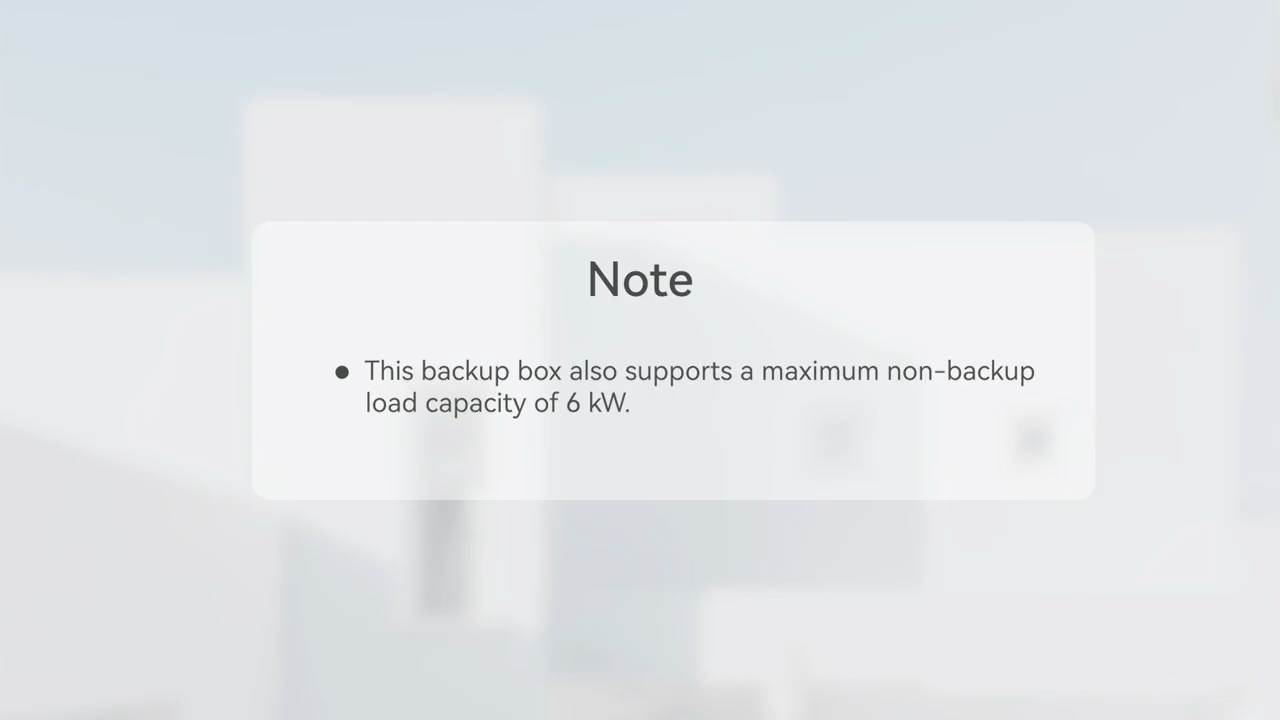 Note
● This backup box also supports a maximum non-backup
load capacity of 6 kW.